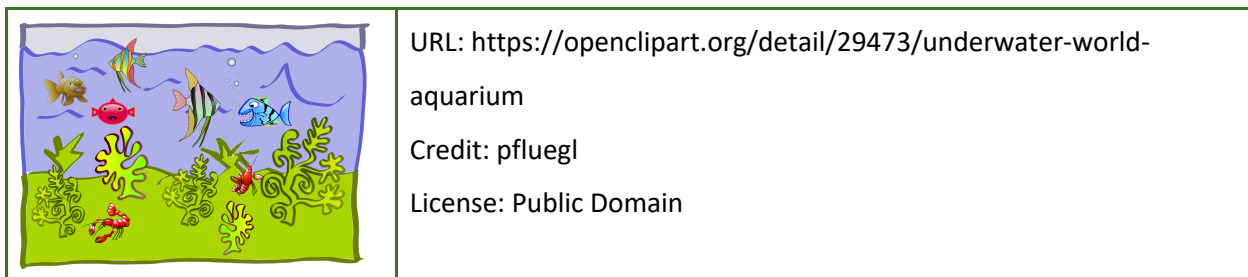 URL: https://openclipart.org/detail/29473/underwater-world-
aquarium
Credit: pfluegl
License: Public Domain